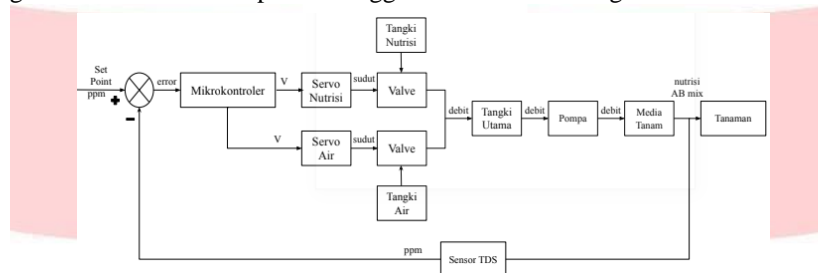 Tangki
Nutrisi
Set
Point
ppm
+
-
error
Mikrokontroler
V
Servo
Nutrisi
sudut
Valve
V
Servo
Air
sudut
Valve
Tangki
Air
debit
Tangki
Utama
debit
Pompa
debit
Media
Tanam
nutrisi
AB mix
Tanaman
ppm
Sensor TDS